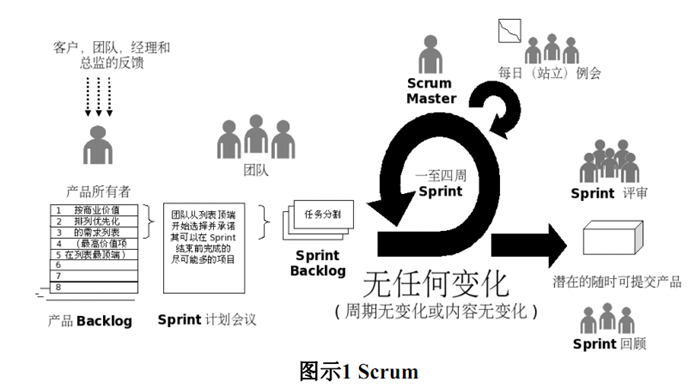 客户，团队，经理和
总监的反馈
产品所有者
1 按商业价值
2 排列优先化
3 的需求列表
4 （最高价值项
5 在列表最顶端）
6
7
8
产品 Backlog
团队
团队从列表顶端
开始选择并承诺
其可以在 Sprint
结束前完成的
尽可能多的项目
Sprint 计划会议
任务分割
Sprint
Backlog
Scrum
Master
每日（站立）例会
一至四周
Sprint
无任何变化
（周期无变化或内容无变化）
Sprint 评审
潜在的随时可提交产品
Sprint 回顾
图示1 Scrum